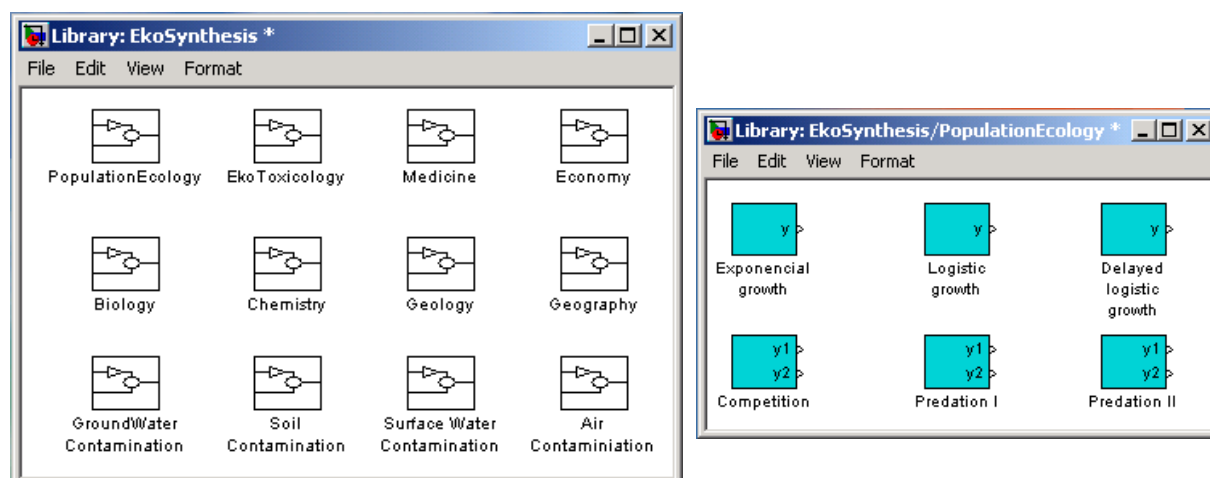 Library: EkoSynthesis *
File Edit View Format
PopulationEcology EkoToxicology Medicine Economy
Biology Chemistry Geology Geography
GroundWater Soil Surface Water Air
Contamination Contamination Contamination Contaminiation
Library: EkoSynthesis/PopulationEcology *
File Edit View Format
y y y
Exponencial Logistic Delayed
growth growth logistic
growth
y1 y1 y1
y2 y2 y2
Competition Predation I Predation II